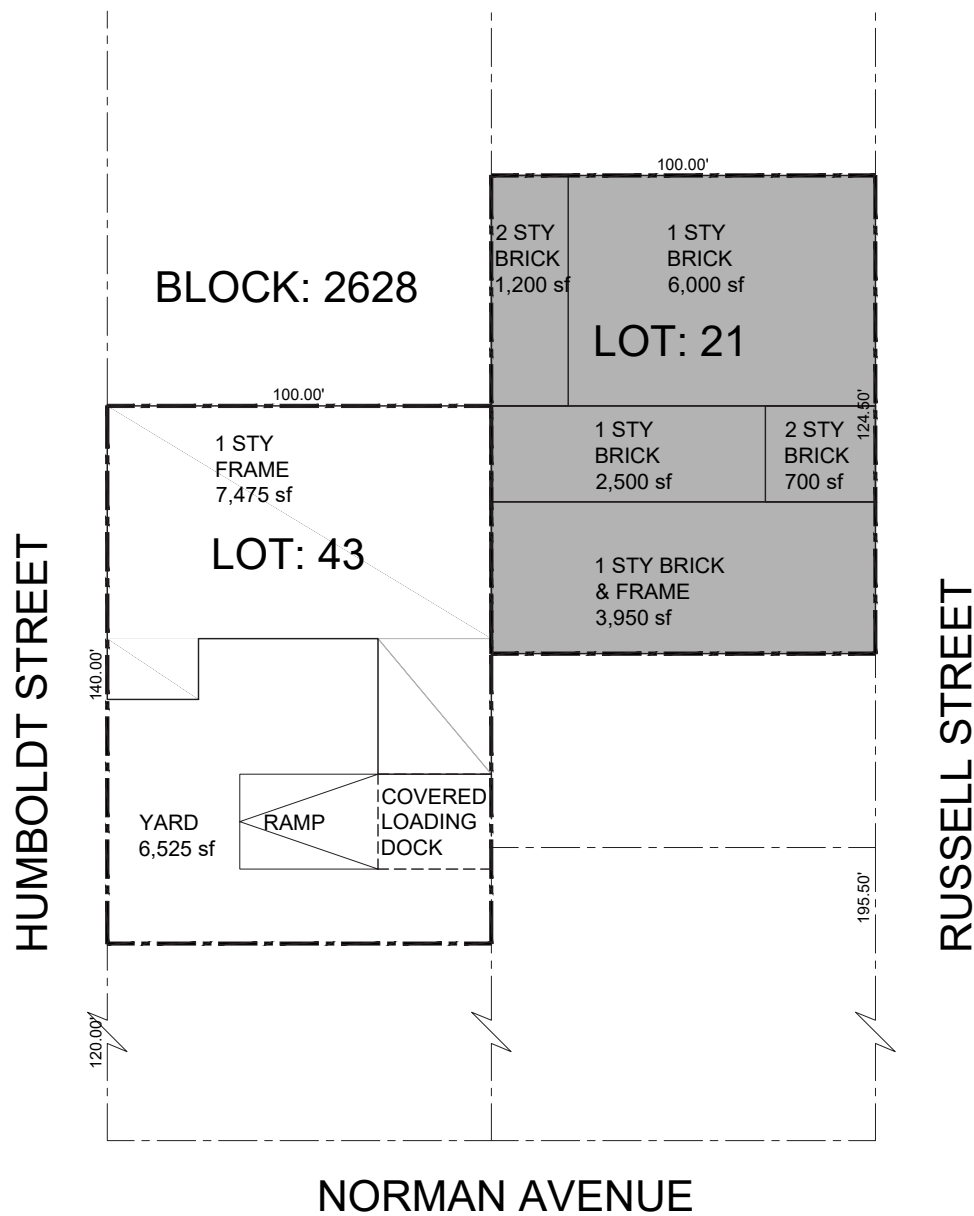 100.00'
2 STY
BRICK
1,200 sf
1 STY
BRICK
6,000 sf
BLOCK: 2628
LOT: 21
100.00'
124.50'
1 STY
FRAME
7,475 sf
1 STY
BRICK
2,500 sf
2 STY
BRICK
700 sf
LOT: 43
1 STY BRICK
& FRAME
3,950 sf
HUMBOLDT STREET
140.00'
RUSSELL STREET
YARD
6,525 sf
RAMP
COVERED
LOADING
DOCK
195.50'
120.00'
NORMAN AVENUE